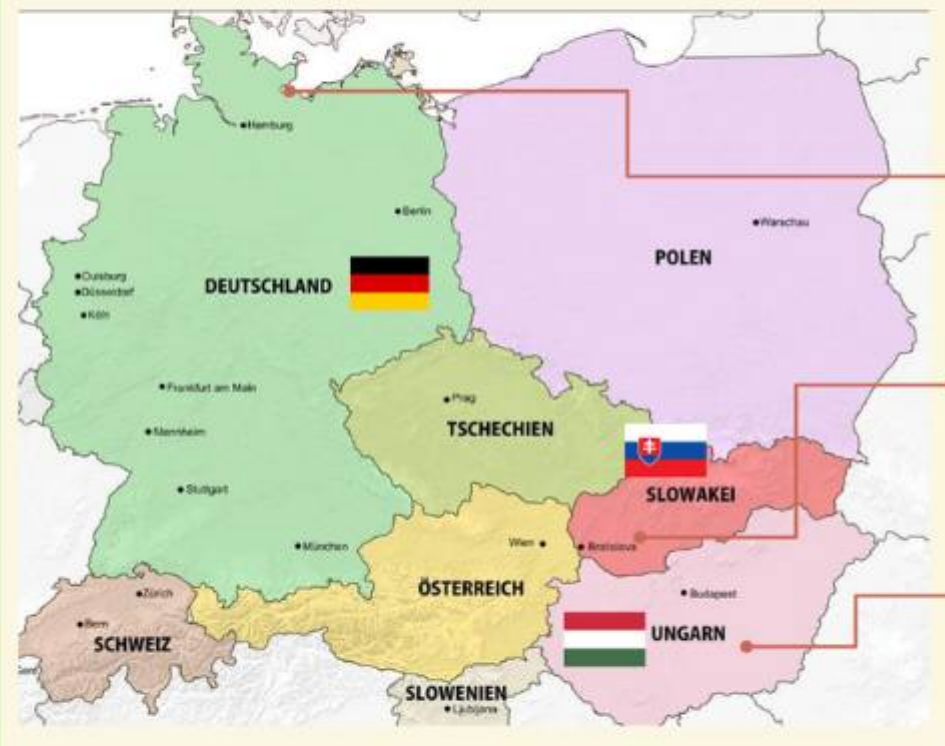 Hamburg
Berlin
Warschau
POLEN
Duisburg
DEUTSCHLAND
Düsseldorf
Köln
Frankfurt am Main
Prag
TSCHECHIEN
Mannheim
Stuttgart
SLOWAKEI
München
Wien
Bratislava
ÖSTERREICH
Zürich
Budapest
Bern
SCHWEIZ
UNGARN
SLOWENIEN
Ljubljana